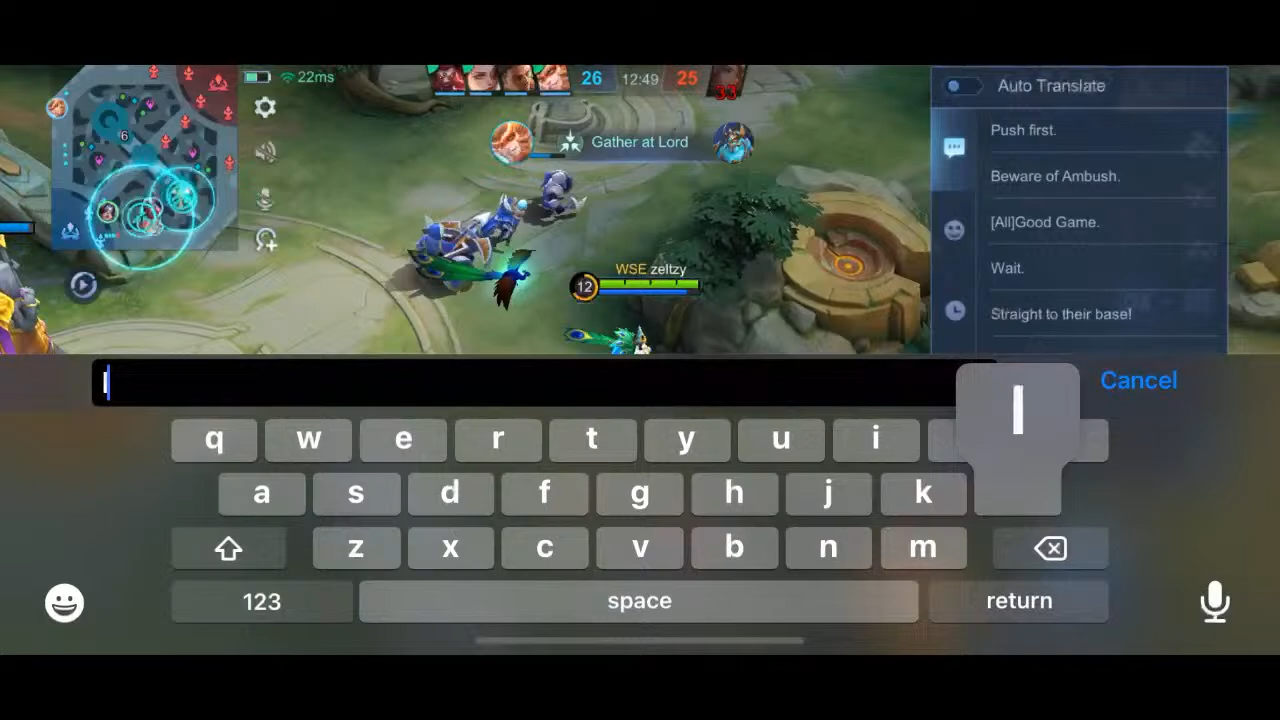 22ms
26 12:49 25
33
6
Gather at Lord
Auto Translate
Push first.
Beware of Ambush.
[All]Good Game.
Wait.
Straight to their base!
12
WSE zeltzy
l
Cancel
l
q w e r t y u i
a s d f g h j k
z x c v b n m
123 space return